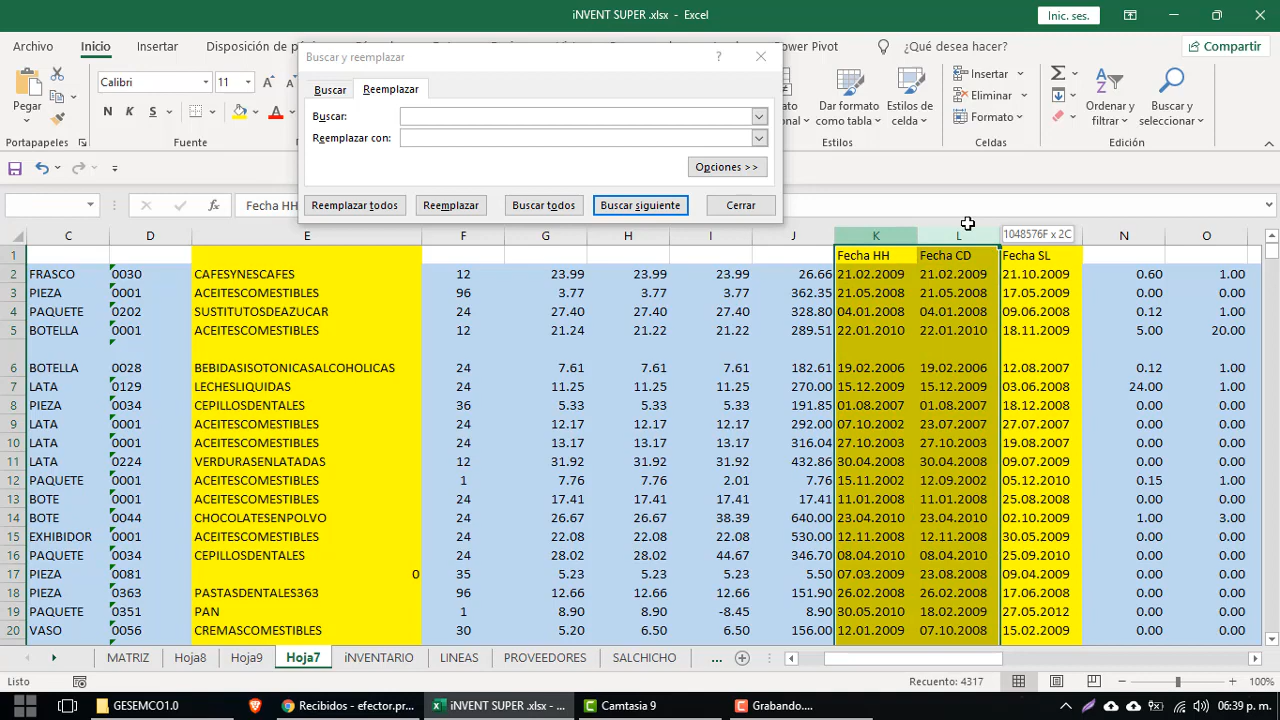 iNVENT SUPER .xlsx - Excel
Inic. ses.
Archivo Inicio Insertar Disposición de p
Power Pivot ¿Qué desea hacer? Compartir
Buscar y reemplazar ?
Buscar Reemplazar
Buscar:
Reemplazar con:
Opciones >>
Reemplazar todos Reemplazar Buscar todos Buscar siguiente Cerrar
Pegar
Portapapeles
Calibri 11
N K S
Fuente
Dar formato como
Estilos de celda
Estilos
Insertar
Eliminar
Formato
Celdas
Ordenar y filtrar
Buscar y seleccionar
Edición
Fecha HH
C D E F G H I J K L 1048576F x 2C N O
1 Fecha HH Fecha CD Fecha SL
2 FRASCO 0030 CAFESYNESCAFES 12 23.99 23.99 23.99 26.66 21.02.2009 21.02.2009 21.10.2009 0.60 1.00
3 PIEZA 0001 ACEITESCOMESTIBLES 96 3.77 3.77 3.77 362.35 21.05.2008 21.05.2008 17.05.2009 0.00 0.00
4 PAQUETE 0202 SUSTITUTOSDEAZUCAR 24 27.40 27.40 27.40 328.80 04.01.2008 04.01.2008 09.06.2008 0.12 1.00
5 BOTELLA 0001 ACEITESCOMESTIBLES 12 21.24 21.22 21.22 289.51 22.01.2010 22.01.2010 18.11.2009 5.00 20.00
6 BOTELLA 0028 BEBIDASISOTONICASALCOHOLICAS 24 7.61 7.61 7.61 182.61 19.02.2006 19.02.2006 12.08.2007 0.12 1.00
7 LATA 0129 LECHESLIQUIDAS 24 11.25 11.25 11.25 270.00 15.12.2009 15.12.2009 03.06.2008 24.00 1.00
8 PIEZA 0034 CEPILLOSDENTALES 36 5.33 5.33 5.33 191.85 01.08.2007 01.08.2007 18.12.2008 0.00 0.00
9 LATA 0001 ACEITESCOMESTIBLES 24 12.17 12.17 12.17 292.00 07.10.2002 23.07.2007 27.07.2007 0.00 0.00
10 LATA 0001 ACEITESCOMESTIBLES 24 13.17 13.17 13.17 316.04 27.10.2003 27.10.2003 19.08.2007 0.00 0.00
11 LATA 0224 VERDURASENLATADAS 12 31.92 31.92 31.92 432.86 30.04.2008 30.04.2008 09.07.2009 0.00 0.00
12 PAQUETE 0001 ACEITESCOMESTIBLES 1 7.76 7.76 2.01 7.76 15.11.2002 12.09.2002 05.12.2010 0.15 1.00
13 BOTE 0001 ACEITESCOMESTIBLES 24 17.41 17.41 17.41 17.41 11.01.2008 11.01.2008 25.08.2008 0.00 0.00
14 BOTE 0044 CHOCOLATESENPOLVO 24 26.67 26.67 38.39 640.00 23.04.2010 23.04.2010 02.10.2009 1.00 3.00
15 EXHIBIDOR 0001 ACEITESCOMESTIBLES 24 22.08 22.08 22.08 530.00 12.11.2008 12.11.2008 30.05.2009 0.00 0.00
16 PAQUETE 0034 CEPILLOSDENTALES 24 28.02 28.02 44.67 346.70 08.04.2010 08.04.2010 25.09.2010 0.00 0.00
17 PIEZA 0081 0 35 5.23 5.23 5.23 5.50 07.03.2009 23.08.2008 09.04.2009 0.00 0.00
18 PIEZA 0363 PASTASDENTALES363 96 12.66 12.66 12.66 151.90 26.02.2008 26.02.2008 17.06.2008 0.00 0.00
19 PAQUETE 0351 PAN 1 8.90 8.90 -8.45 8.90 30.05.2010 18.02.2009 27.05.2012 0.00 0.00
20 VASO 0056 CREMASCOMESTIBLES 30 5.20 6.50 6.50 156.00 12.01.2009 07.10.2008 15.02.2009 0.00 0.00
MATRIZ Hoja8 Hoja9 Hoja7 iNVENTARIO LINEAS PROVEEDORES SALCHICHO ...
Listo Recuento: 4317 100%
GESEMCO1.0 Recibidos - efector.pr... iNVENT SUPER .xlsx - ... Camtasia 9 Grabando.... 06:39 p. m.